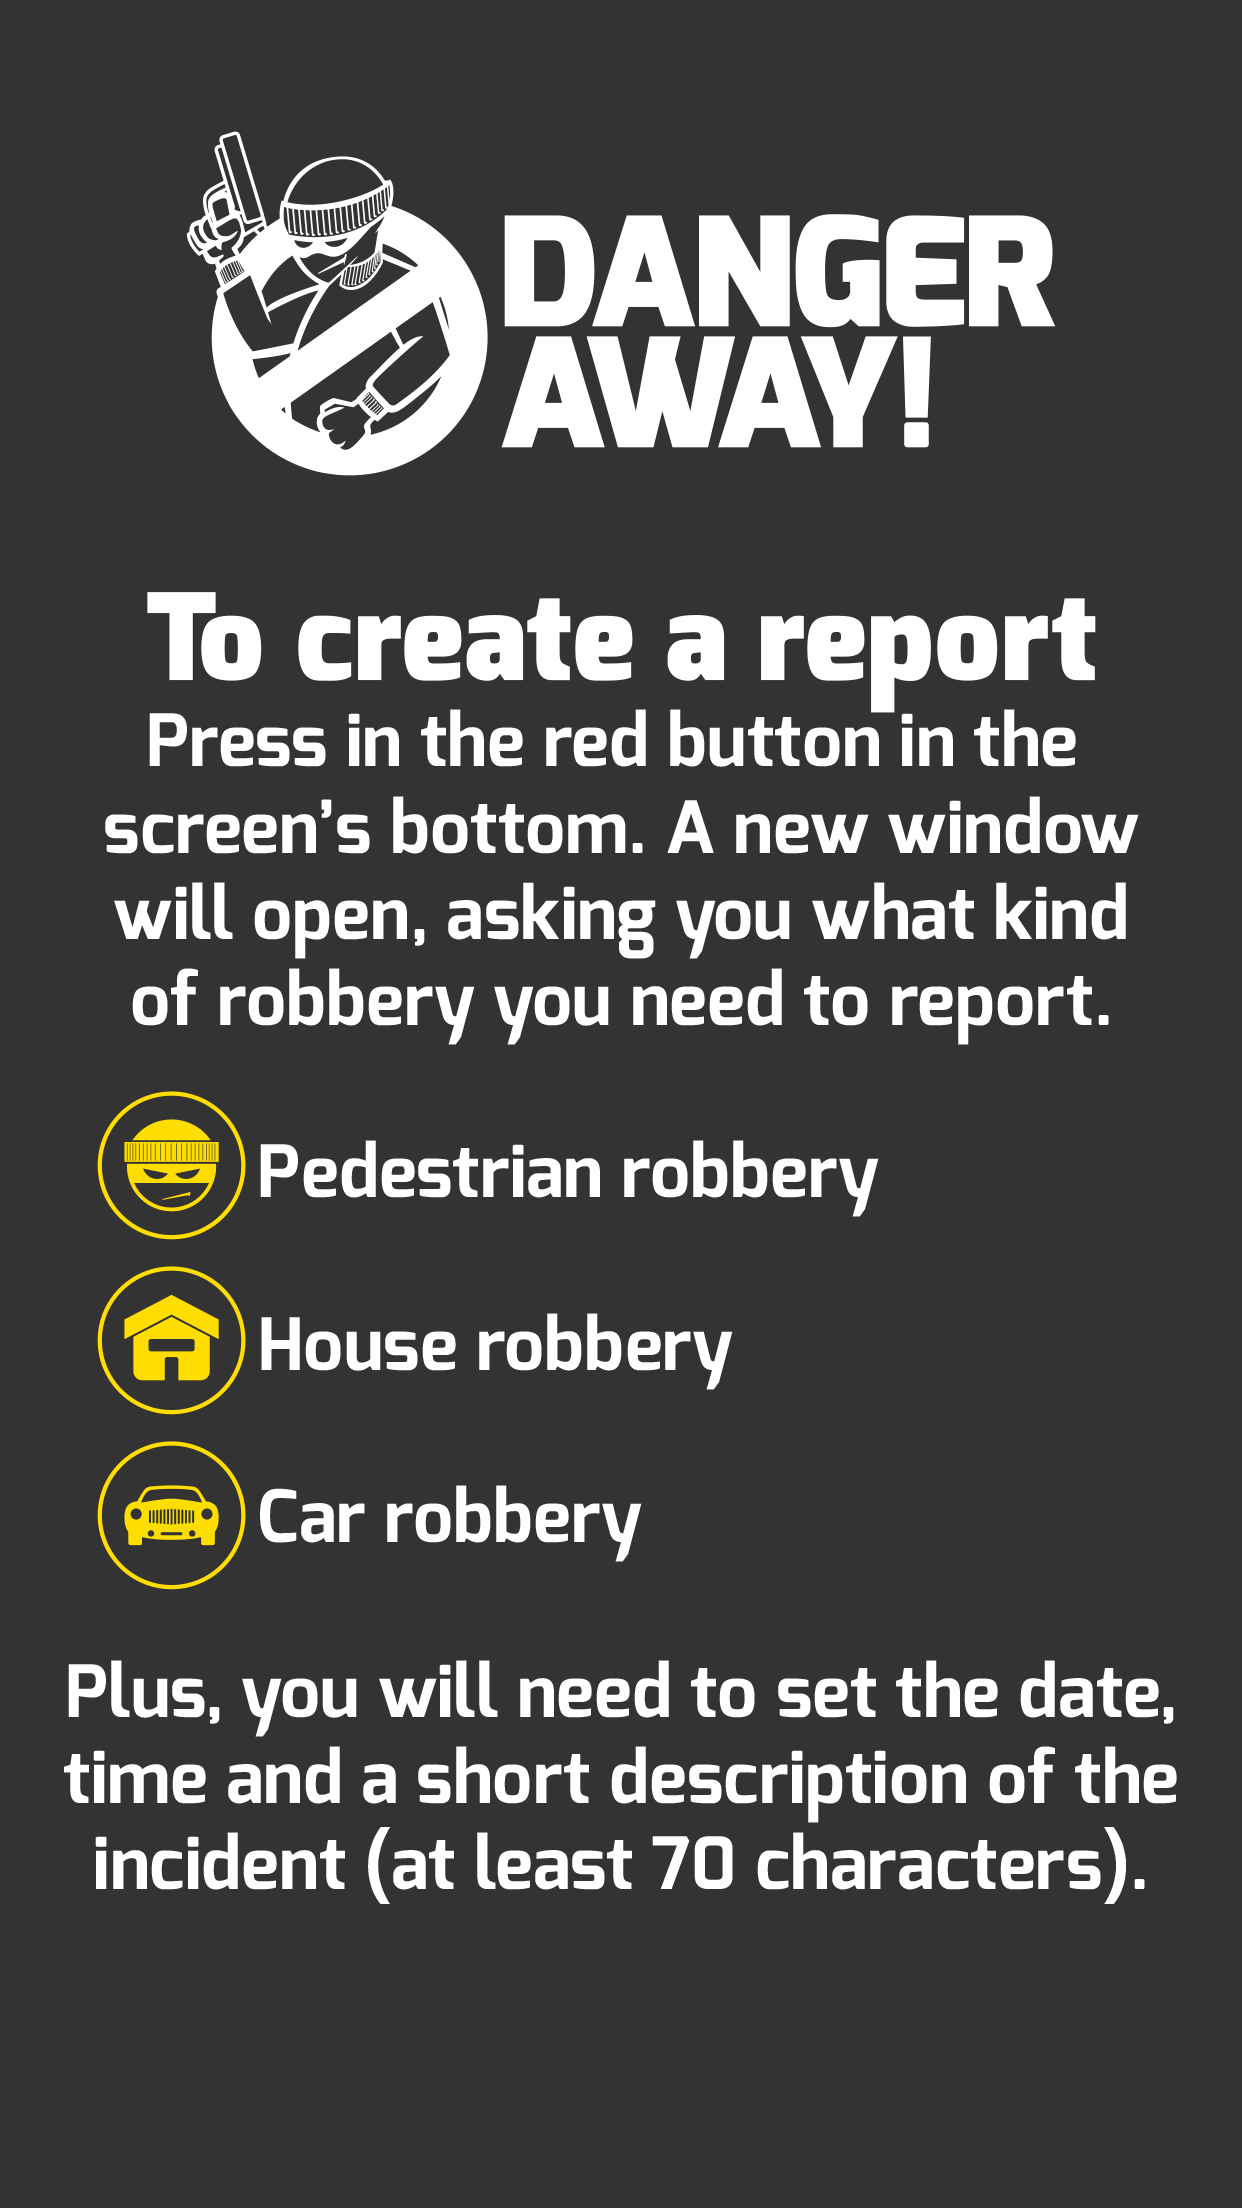 DANGER
AWAY!
To create a report
Press in the red button in the
screen’s bottom. A new window
will open, asking you what kind
of robbery you need to report.
Pedestrian robbery
House robbery
Car robbery
Plus, you will need to set the date,
time and a short description of the
incident (at least 70 characters).